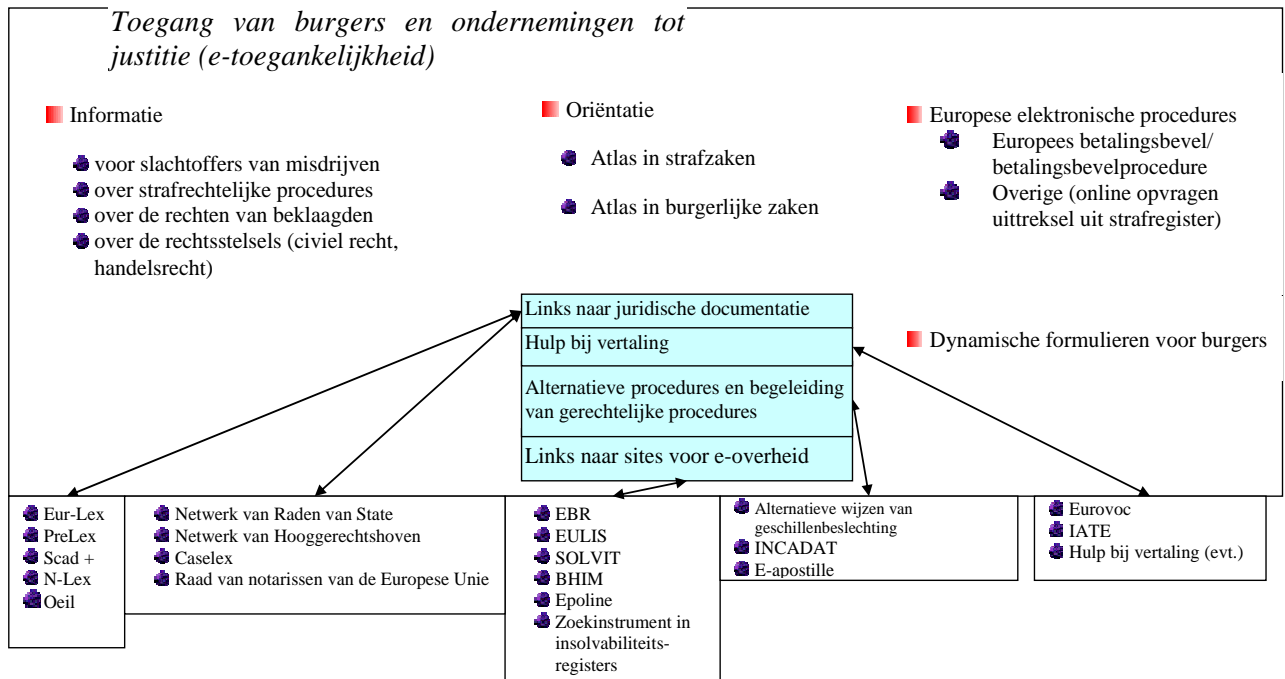 Toegang van burgers en ondernemingen tot
justitie (e-toegankelijkheid)
Informatie
voor slachtoffers van misdrijven
over strafrechtelijke procedures
over de rechten van beklaagden
over de rechtsstelsels (civiel recht,
handelsrecht)
Oriëntatie
Atlas in strafzaken
Atlas in burgerlijke zaken
Europese elektronische procedures
Europees betalingsbevel/
betalingsbevelprocedure
Overige (online opvragen
uittreksel uit strafregister)
Dynamische formulieren voor burgers
Links naar juridische documentatie
Hulp bij vertaling
Alternatieve procedures en begeleiding
van gerechtelijke procedures
Links naar sites voor e-overheid
Eur-Lex
PreLex
Scad +
N-Lex
Oeil
Netwerk van Raden van State
Netwerk van Hooggerechtshoven
Caselex
Raad van notarissen van de Europese Unie
EBR
EULIS
SOLVIT
BHIM
Epoline
Zoekinstrument in
insolvabiliteits-
registers
Alternatieve wijzen van
geschillenbeslechting
INCADAT
E-apostille
Eurovoc
IATE
Hulp bij vertaling (evt.)